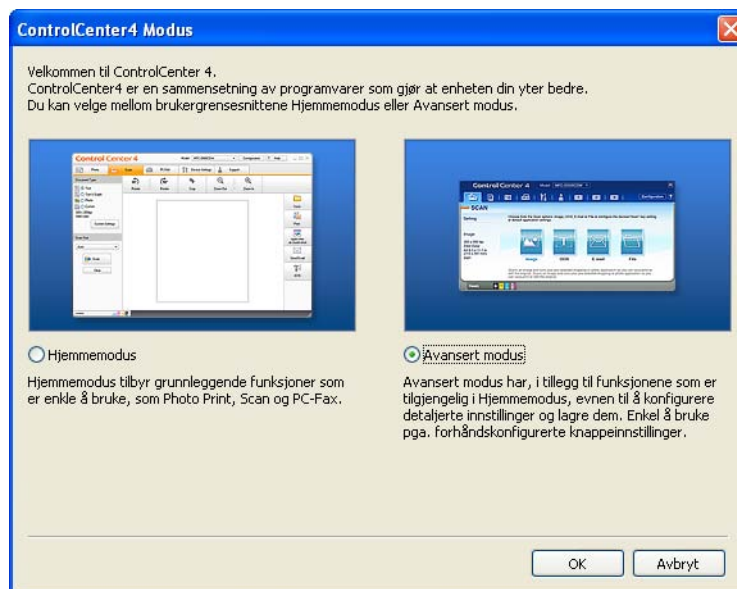 ControlCenter4 Modus
Velkommen til ControlCenter 4.
ControlCenter4 er en sammensetning av programvarer som gjør at enheten din yter bedre.
Du kan velge mellom brukergrensesnittene Hjemmemodus eller Avansert modus.
Control Center 4
Control Center 4
SCAN
Image
OCR
E-mail
File
Hjemmemodus
Hjemmemodus tilbyr grunnleggende funksjoner som
er enkle å bruke, som Photo Print, Scan og PC-Fax.
Avansert modus
Avansert modus har, i tillegg til funksjonene som er
tilgjengelig i Hjemmemodus, evnen til å konfigurere
detaljerte innstillinger og lagre dem. Enkel å bruke
pga. forhåndskonfigurerte knappeinnstillinger.
OK
Avbryt